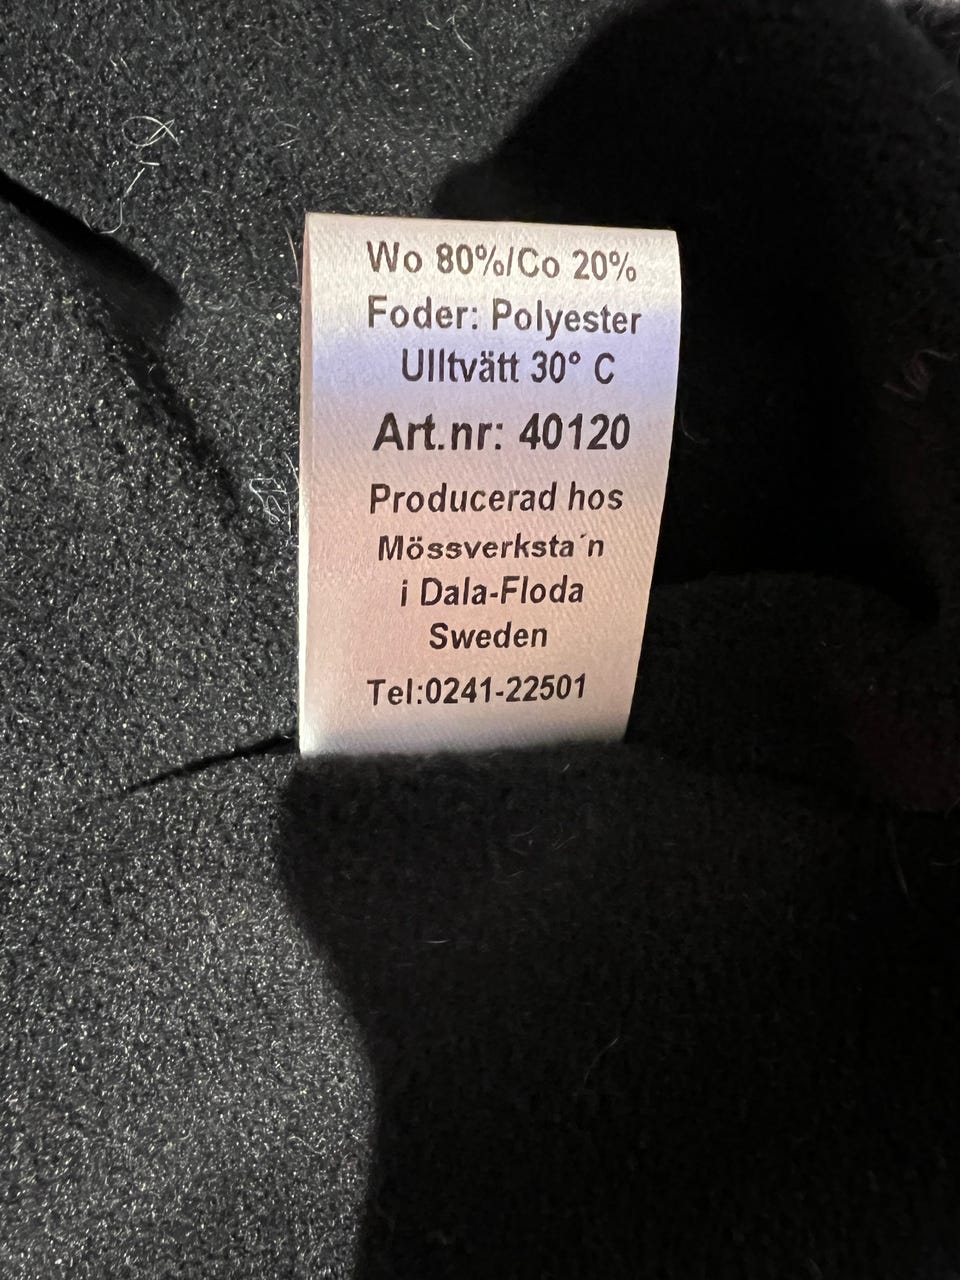 Wo 80%/Co 20%
Foder: Polyester
Ulltvätt 30° C
Art.nr: 40120
Producerad hos
Mössverksta´n
i Dala-Floda
Sweden
Tel:0241-22501